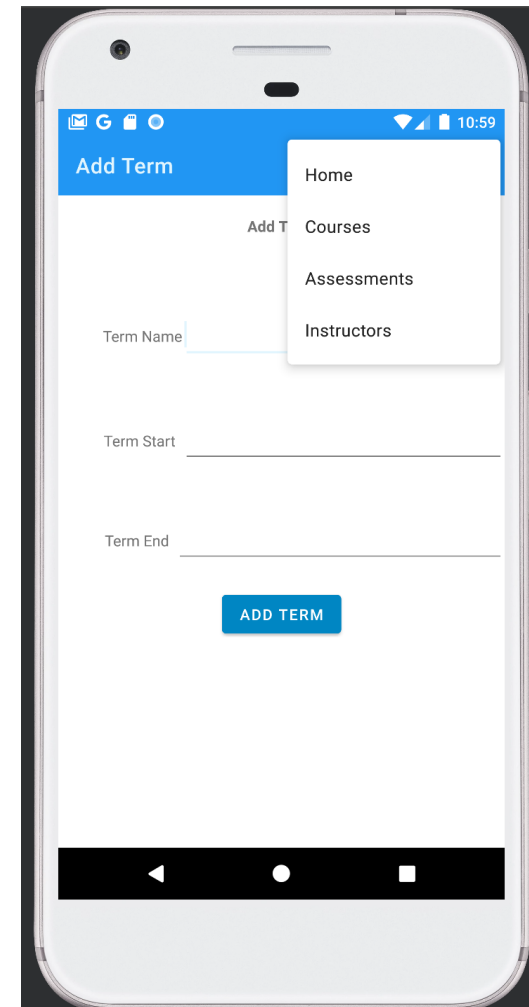 10:59
Add Term
Home
Add T
Courses
Assessments
Instructors
Term Name
Term Start
Term End
ADD TERM